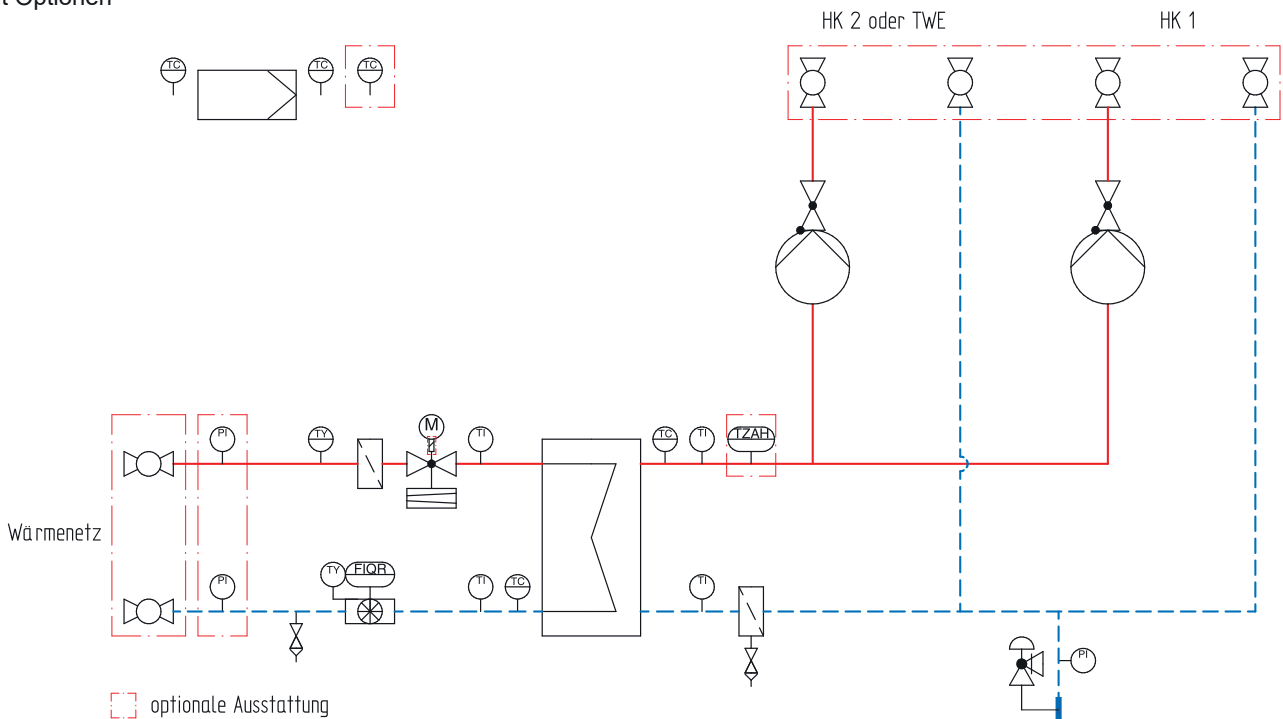 t Optionen
HK 2 oder TWE
HK 1
TC
TC
TC
PI
TY
M
TI
TC
TI
TZAH
Wärmenetz
PI
TY
FIQR
TI
TC
TI
PI
optionale Ausstattung